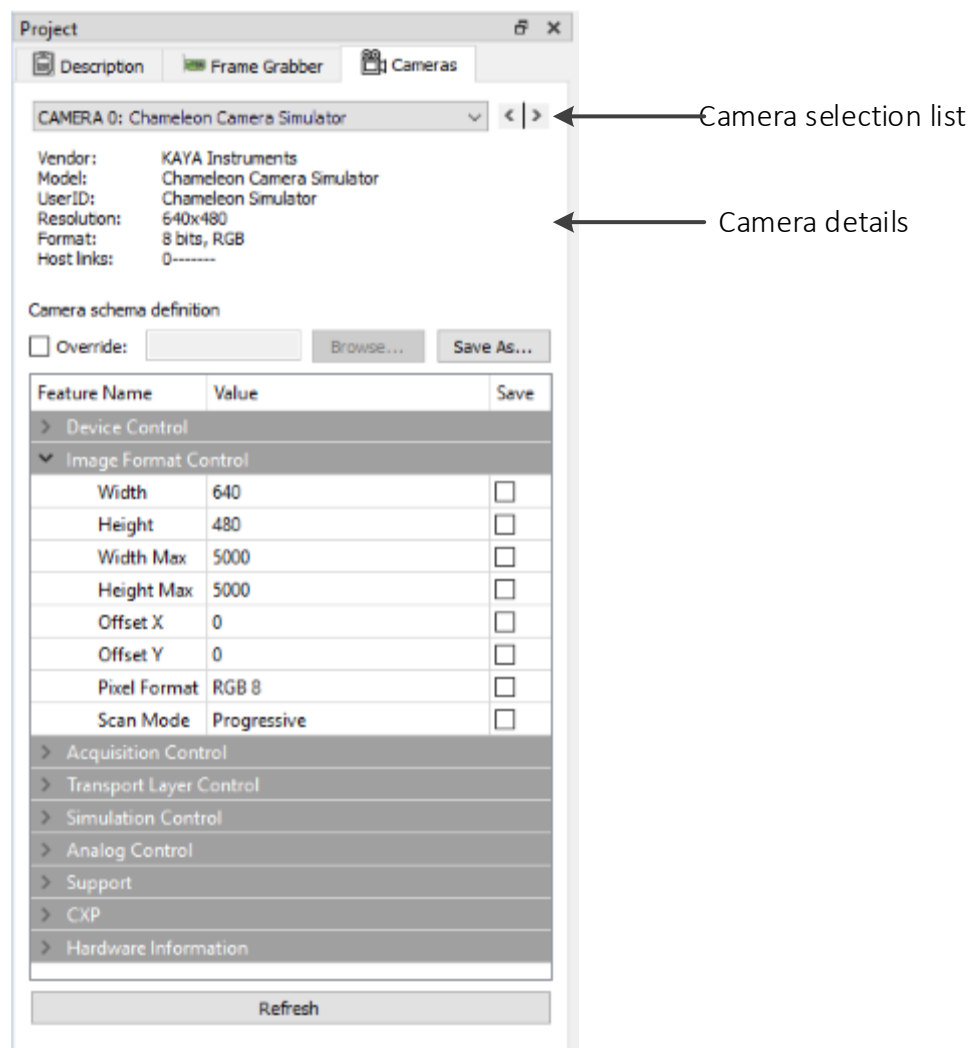 Project
Description Frame Grabber Cameras
CAMERA 0: Chameleon Camera Simulator < > Camera selection list
Vendor: KAYA Instruments
Model: Chameleon Camera Simulator
UserID: Chameleon Simulator
Resolution: 640x480
Format: 8 bits, RGB
Host links: 0-------
Camera details
Camera schema definition
Override: Browse... Save As...
Feature Name Value Save
Device Control
Image Format Control
Width 640
Height 480
Width Max 5000
Height Max 5000
Offset X 0
Offset Y 0
Pixel Format RGB 8
Scan Mode Progressive
Acquisition Control
Transport Layer Control
Simulation Control
Analog Control
Support
CXP
Hardware Information
Refresh